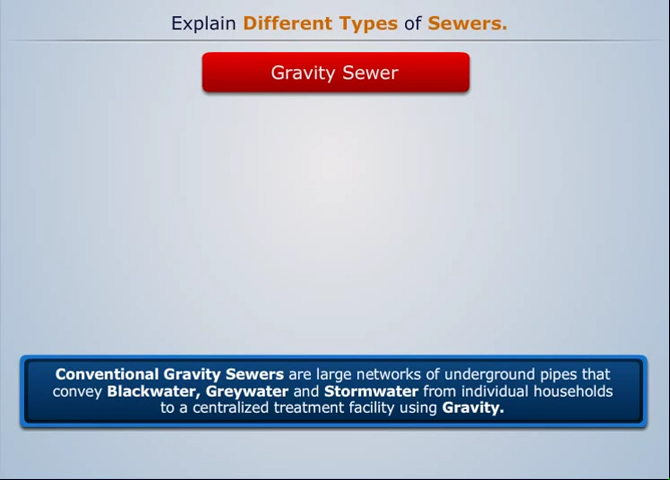 Explain Different Types of Sewers.
Gravity Sewer
Conventional Gravity Sewers are large networks of underground pipes that
convey Blackwater, Greywater and Stormwater from individual households
to a centralized treatment facility using Gravity.